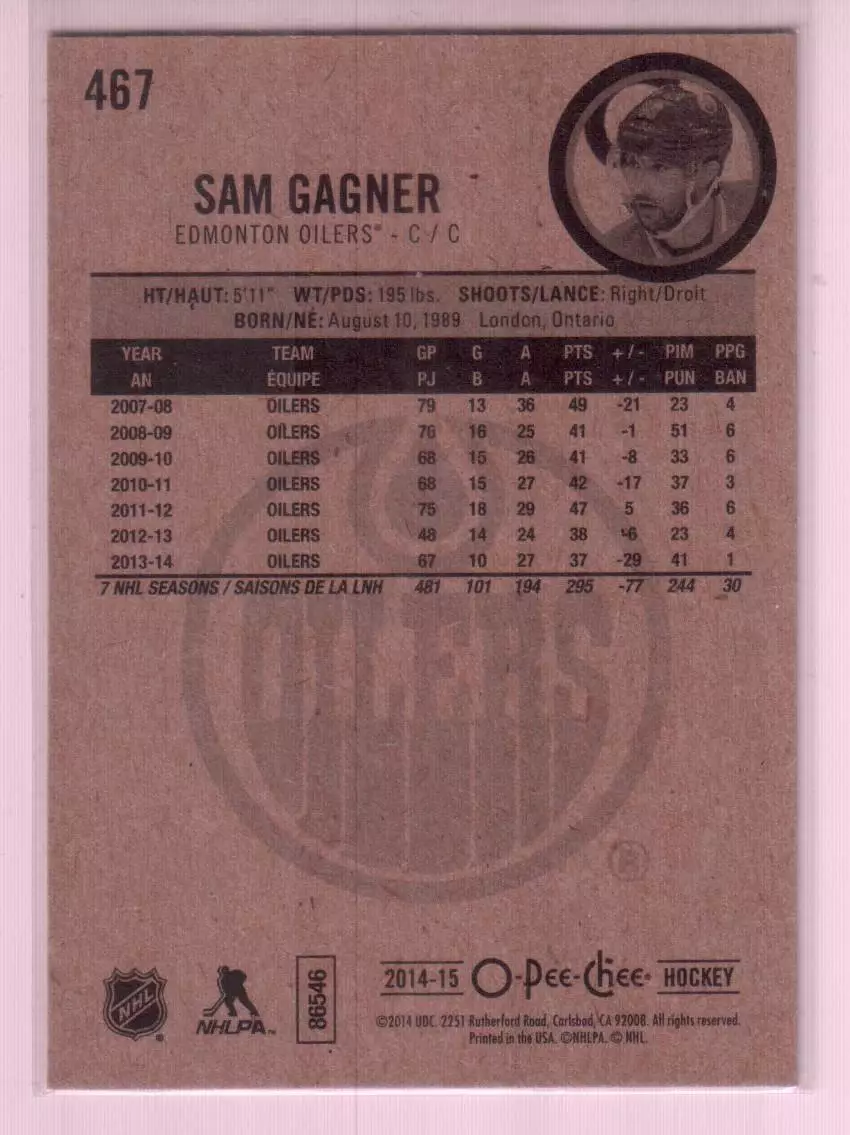 467
SAM GAGNER
EDMONTON OILERS® - C / C
HT/HAUT: 5'11" WT/PDS: 195 lbs. SHOOTS/LANCE: Right/Droit
BORN/NÉ: August 10, 1989 London, Ontario
YEAR TEAM GP G A PTS +/- PIM PPG
AN ÉQUIPE PJ B A PTS +/- PUN BAN
2007-08 OILERS 79 13 36 49 -21 23 4
2008-09 OILERS 76 16 25 41 -1 51 6
2009-10 OILERS 68 15 26 41 -8 33 6
2010-11 OILERS 68 15 27 42 -17 37 3
2011-12 OILERS 75 18 29 47 5 36 6
2012-13 OILERS 48 14 24 38 -6 23 4
2013-14 OILERS 67 10 27 37 -29 41 1
7 NHL SEASONS / SAISONS DE LA LNH 481 101 194 295 -77 244 30
OILERS
®
NHL ®
NHLPA™
86546
2014-15 O-Pee-Chee® HOCKEY
©2014 UDC. 2251 Rutherford Road, Carlsbad, CA 92008. All rights reserved.
Printed in the USA. ©NHLPA. © NHL.